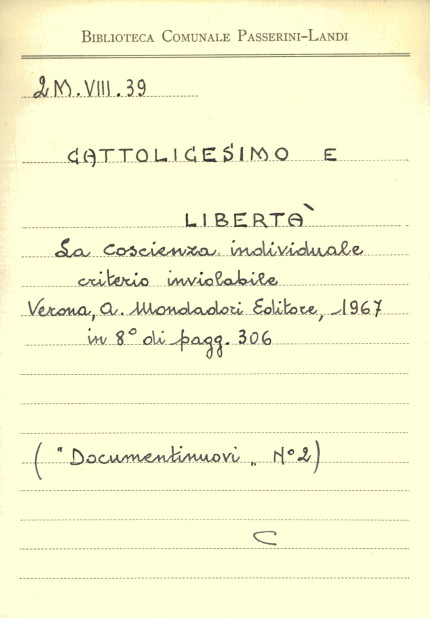 BIBLIOTECA COMUNALE PASSERINI-LANDI
2M.VIII.39
CATTOLICESIMO E
LIBERTÀ
La coscienza individuale
criterio inviolabile
Verona, A. Mondadori Editore, 1967
in 8° di pagg. 306
("Documentinuovi" N°2)
C